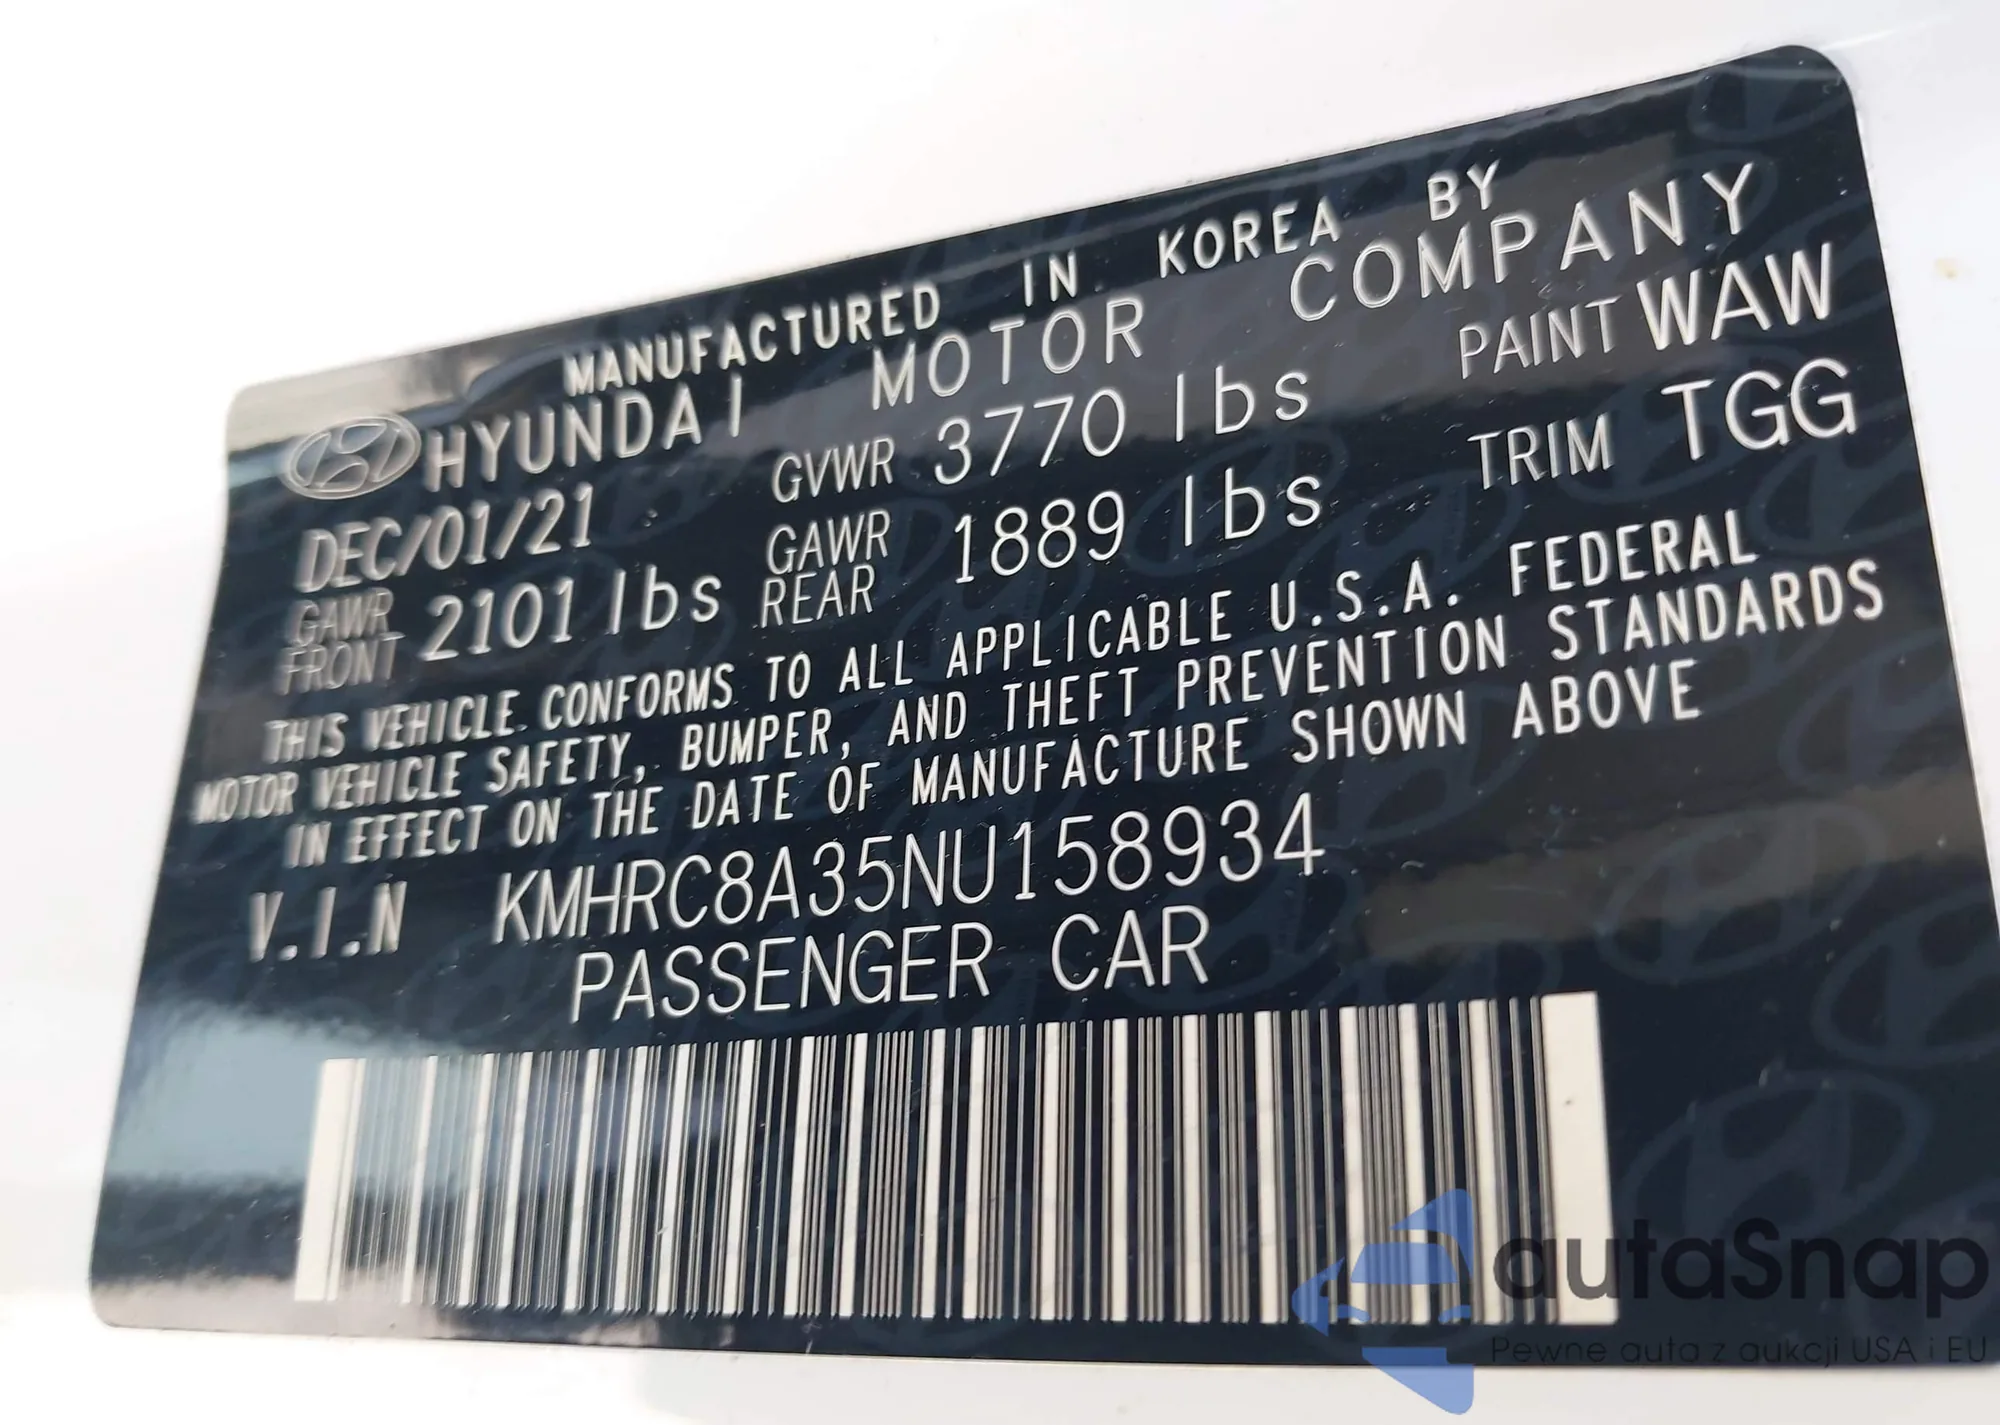 MANUFACTURED IN KOREA BY
HYUNDAI MOTOR COMPANY
DEC/01/21 GVWR 3770 lbs PAINT WAW
GAWR FRONT 2101 lbs GAWR REAR 1889 lbs TRIM TGG
THIS VEHICLE CONFORMS TO ALL APPLICABLE U.S.A. FEDERAL
MOTOR VEHICLE SAFETY, BUMPER, AND THEFT PREVENTION STANDARDS
IN EFFECT ON THE DATE OF MANUFACTURE SHOWN ABOVE
V.I.N KMHRC8A35NU158934
PASSENGER CAR
autaSnap
Pewne auta z aukcji USA i EU